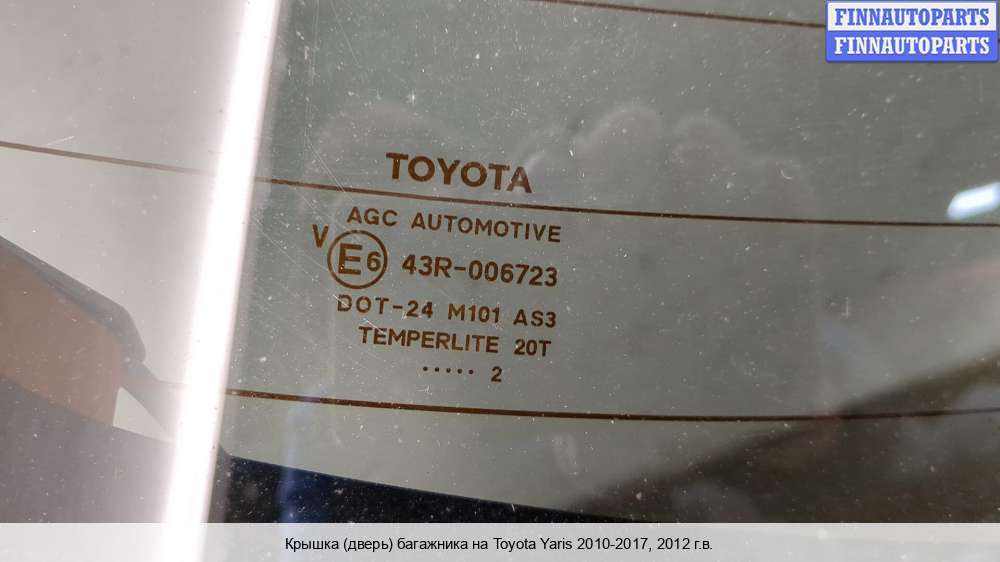 FINNAUTOPARTS
FINNAUTOPARTS
TOYOTA
AGC AUTOMOTIVE
V E6 43R-006723
DOT-24 M101 AS3
TEMPERLITE 20T
..... 2
Крышка (дверь) багажника на Toyota Yaris 2010-2017, 2012 г.в.